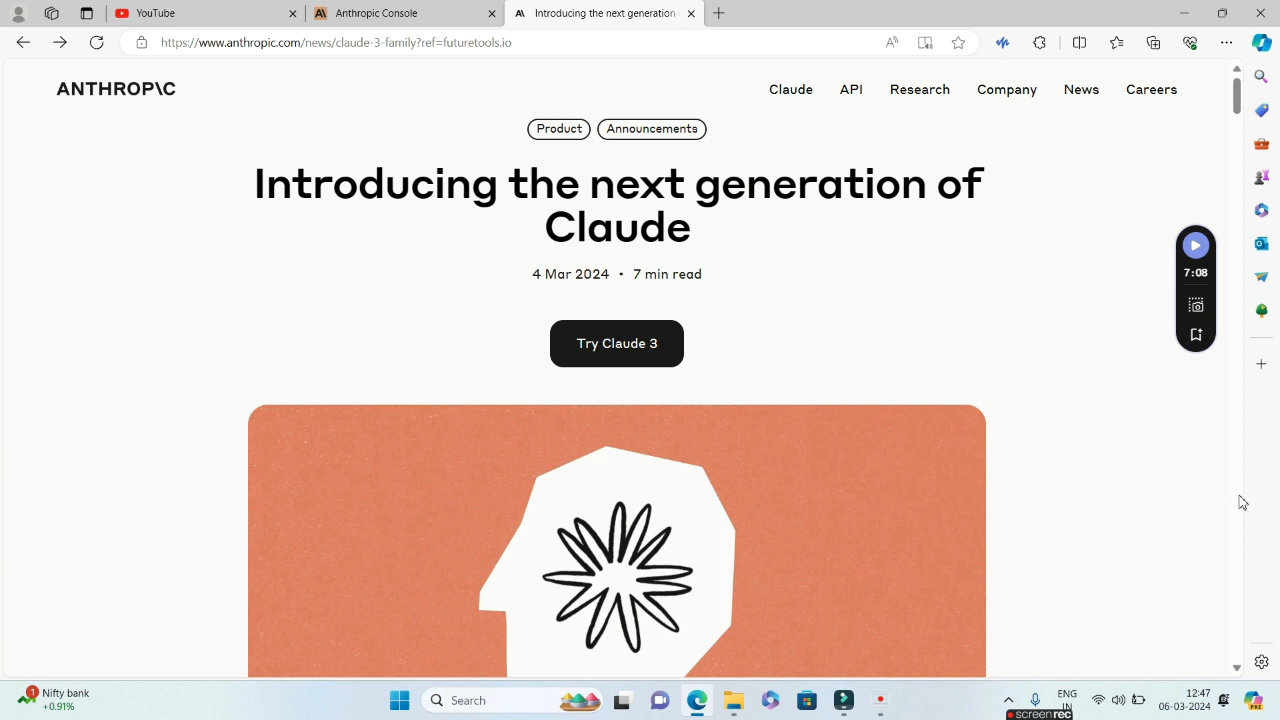 YouTube
Anthropic Console
Introducing the next generation
https://www.anthropic.com/news/claude-3-family?ref=futuretools.io
ANTHROP\C
Claude
API
Research
Company
News
Careers
Product
Announcements
Introducing the next generation of
Claude
4 Mar 2024 • 7 min read
Try Claude 3
7:08
1
Nifty bank
+0.91%
Search
ENG
IN
12:47
08-03-2024
screenrec